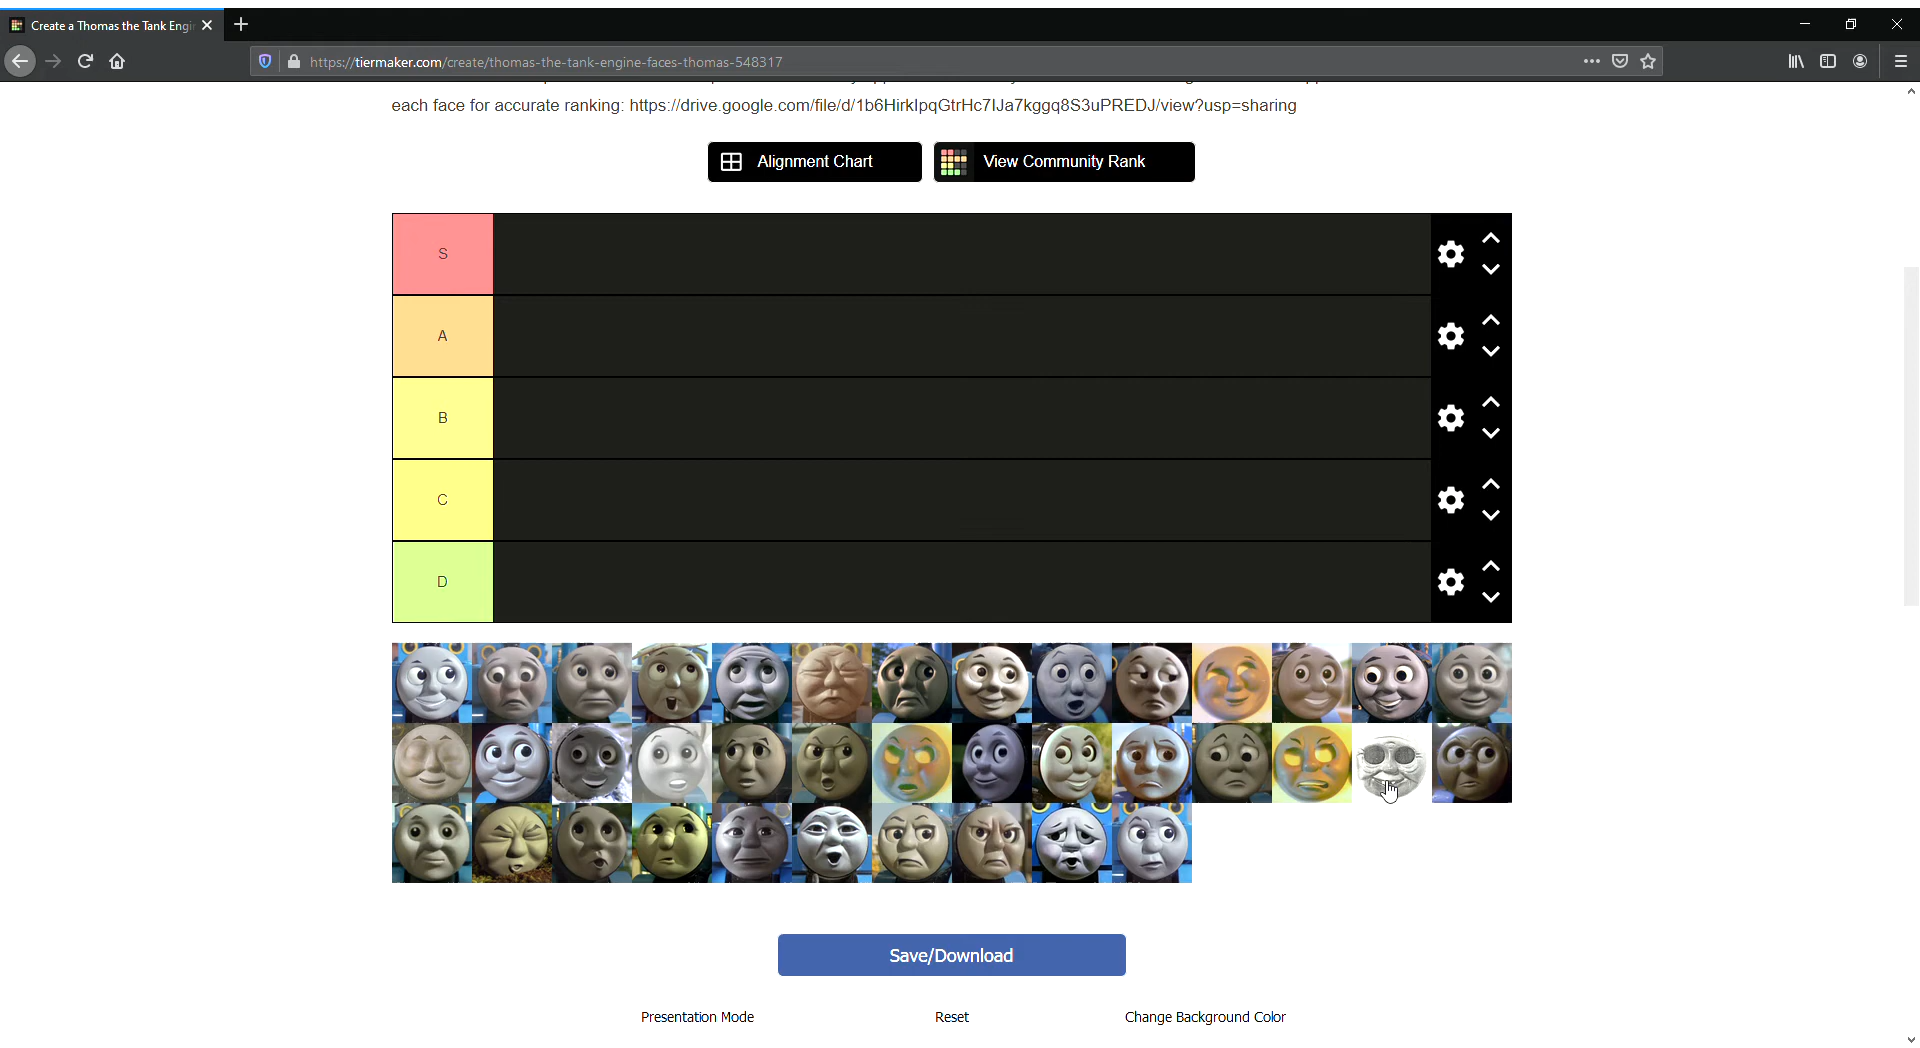 Create a Thomas the Tank Engi
https://tiermaker.com/create/thomas-the-tank-engine-faces-thomas-548317
each face for accurate ranking: https://drive.google.com/file/d/1b6HirkIpqGtrHc7IJa7kggq8S3uPREDJ/view?usp=sharing
Alignment Chart
View Community Rank
S
A
B
C
D
Save/Download
Presentation Mode
Reset
Change Background Color